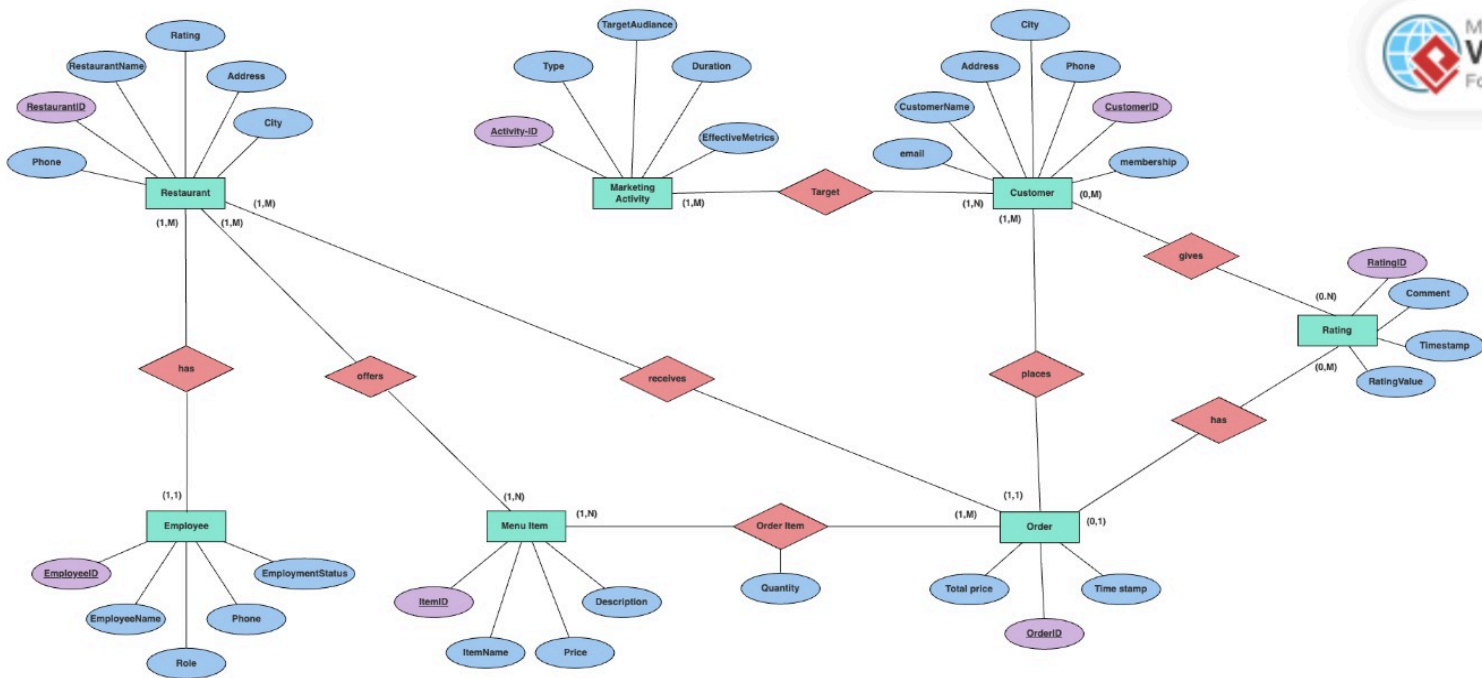 Rating
RestaurantName
Address
RestaurantID
City
Phone
Restaurant
(1,M)
(1,M)
(1,M)
TargetAudiance
Type
Duration
Activity-ID
EffectiveMetrics
Marketing
Activity
(1,M)
Target
City
Address
Phone
CustomerName
CustomerID
email
membership
Customer
(1,N)
(0,M)
(1,M)
gives
RatingID
Comment
(0.N)
Rating
Timestamp
(0,M)
RatingValue
has
offers
receives
places
has
(1,1)
Employee
EmployeeID
EmploymentStatus
EmployeeName
Phone
Role
(1,N)
Menu Item
(1,N)
ItemID
Description
ItemName
Price
Order Item
Quantity
(1,M)
(1,1)
Order
(0,1)
Total price
Time stamp
OrderID